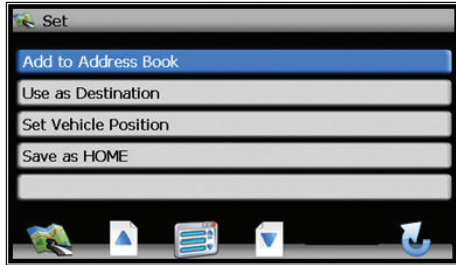 Set
Add to Address Book
Use as Destination
Set Vehicle Position
Save as HOME